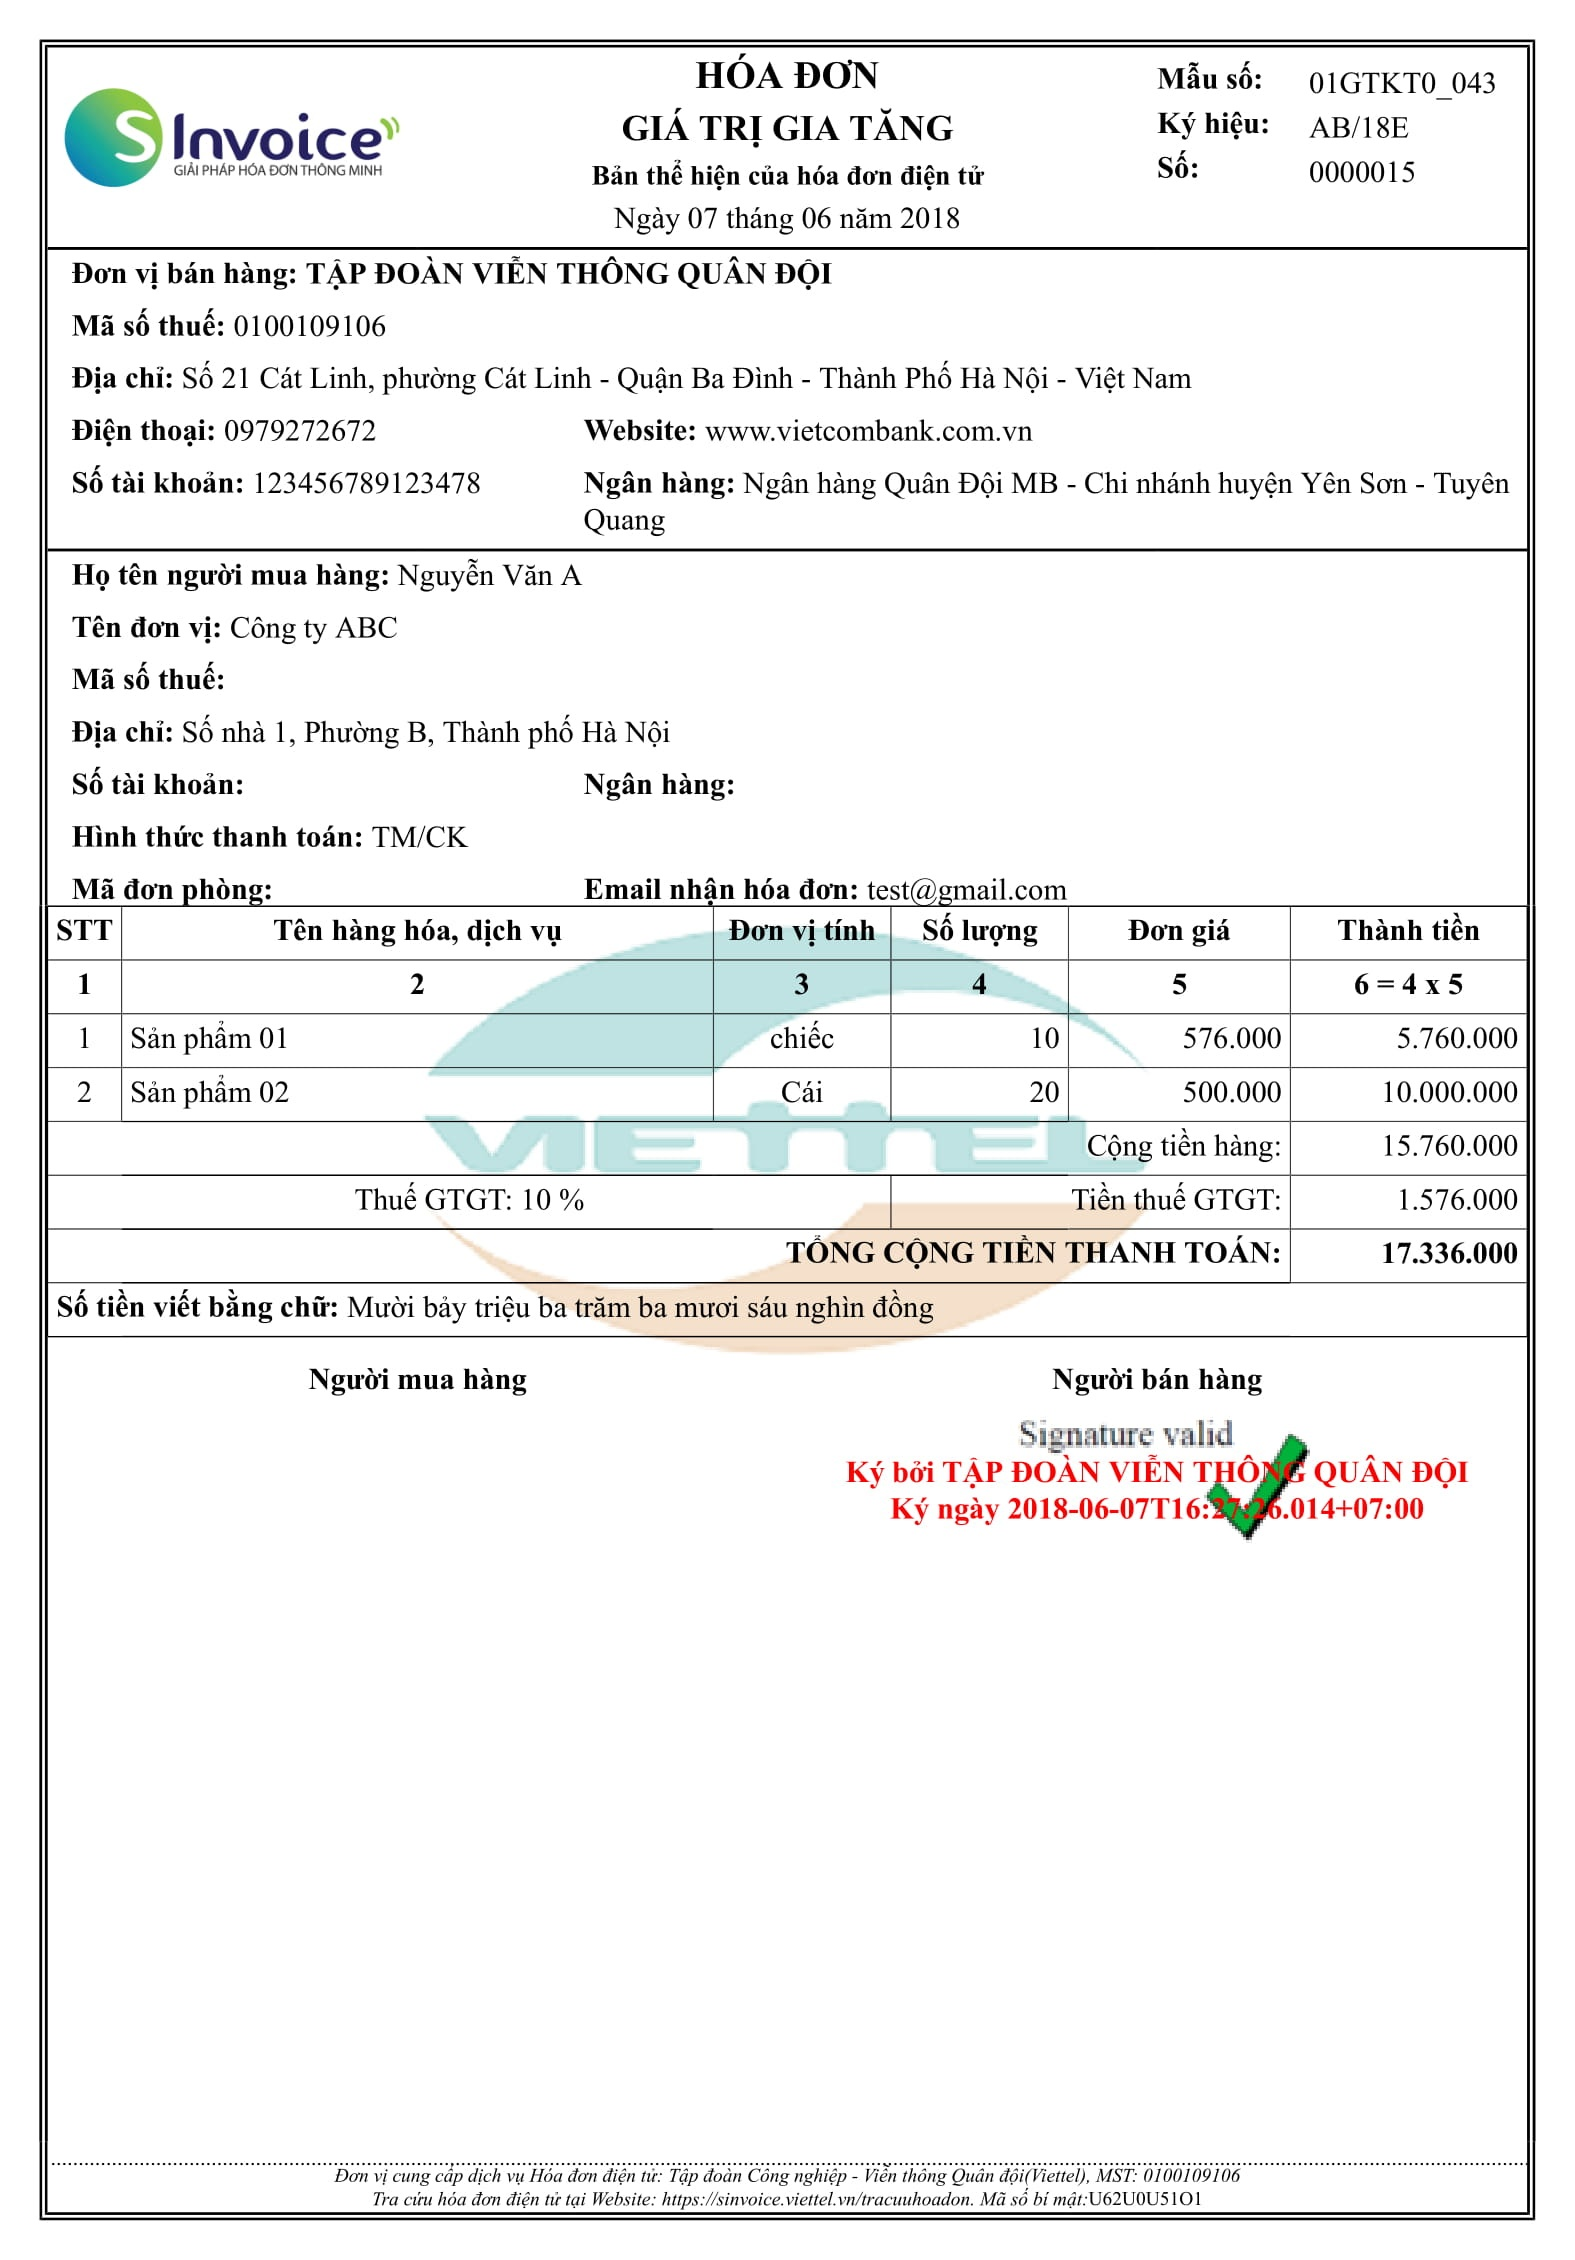 S Invoice
GIẢI PHÁP HÓA ĐƠN THÔNG MINH
HÓA ĐƠN
GIÁ TRỊ GIA TĂNG
Bản thể hiện của hóa đơn điện tử
Ngày 07 tháng 06 năm 2018
Mẫu số: 01GTKT0_043
Ký hiệu: AB/18E
Số: 0000015
Đơn vị bán hàng: TẬP ĐOÀN VIỄN THÔNG QUÂN ĐỘI
Mã số thuế: 0100109106
Địa chỉ: Số 21 Cát Linh, phường Cát Linh - Quận Ba Đình - Thành Phố Hà Nội - Việt Nam
Điện thoại: 0979272672 Website: www.vietcombank.com.vn
Số tài khoản: 123456789123478 Ngân hàng: Ngân hàng Quân Đội MB - Chi nhánh huyện Yên Sơn - Tuyên
Quang
Họ tên người mua hàng: Nguyễn Văn A
Tên đơn vị: Công ty ABC
Mã số thuế:
Địa chỉ: Số nhà 1, Phường B, Thành phố Hà Nội
Số tài khoản: Ngân hàng:
Hình thức thanh toán: TM/CK
Mã đơn phòng: Email nhận hóa đơn: test@gmail.com
STT Tên hàng hóa, dịch vụ Đơn vị tính Số lượng Đơn giá Thành tiền
1 2 3 4 5 6 = 4 x 5
1 Sản phẩm 01 chiếc 10 576.000 5.760.000
2 Sản phẩm 02 Cái 20 500.000 10.000.000
VIETTEL
Cộng tiền hàng: 15.760.000
Thuế GTGT: 10 % Tiền thuế GTGT: 1.576.000
TỔNG CỘNG TIỀN THANH TOÁN: 17.336.000
Số tiền viết bằng chữ: Mười bảy triệu ba trăm ba mươi sáu nghìn đồng
Người mua hàng Người bán hàng
Signature valid
Ký bởi TẬP ĐOÀN VIỄN THÔNG QUÂN ĐỘI
Ký ngày 2018-06-07T16:27:26.014+07:00
Đơn vị cung cấp dịch vụ Hóa đơn điện tử: Tập đoàn Công nghiệp - Viễn thông Quân đội(Viettel), MST: 0100109106
Tra cứu hóa đơn điện tử tại Website: https://sinvoice.viettel.vn/tracuuhoadon. Mã số bí mật:U62U0U51O1